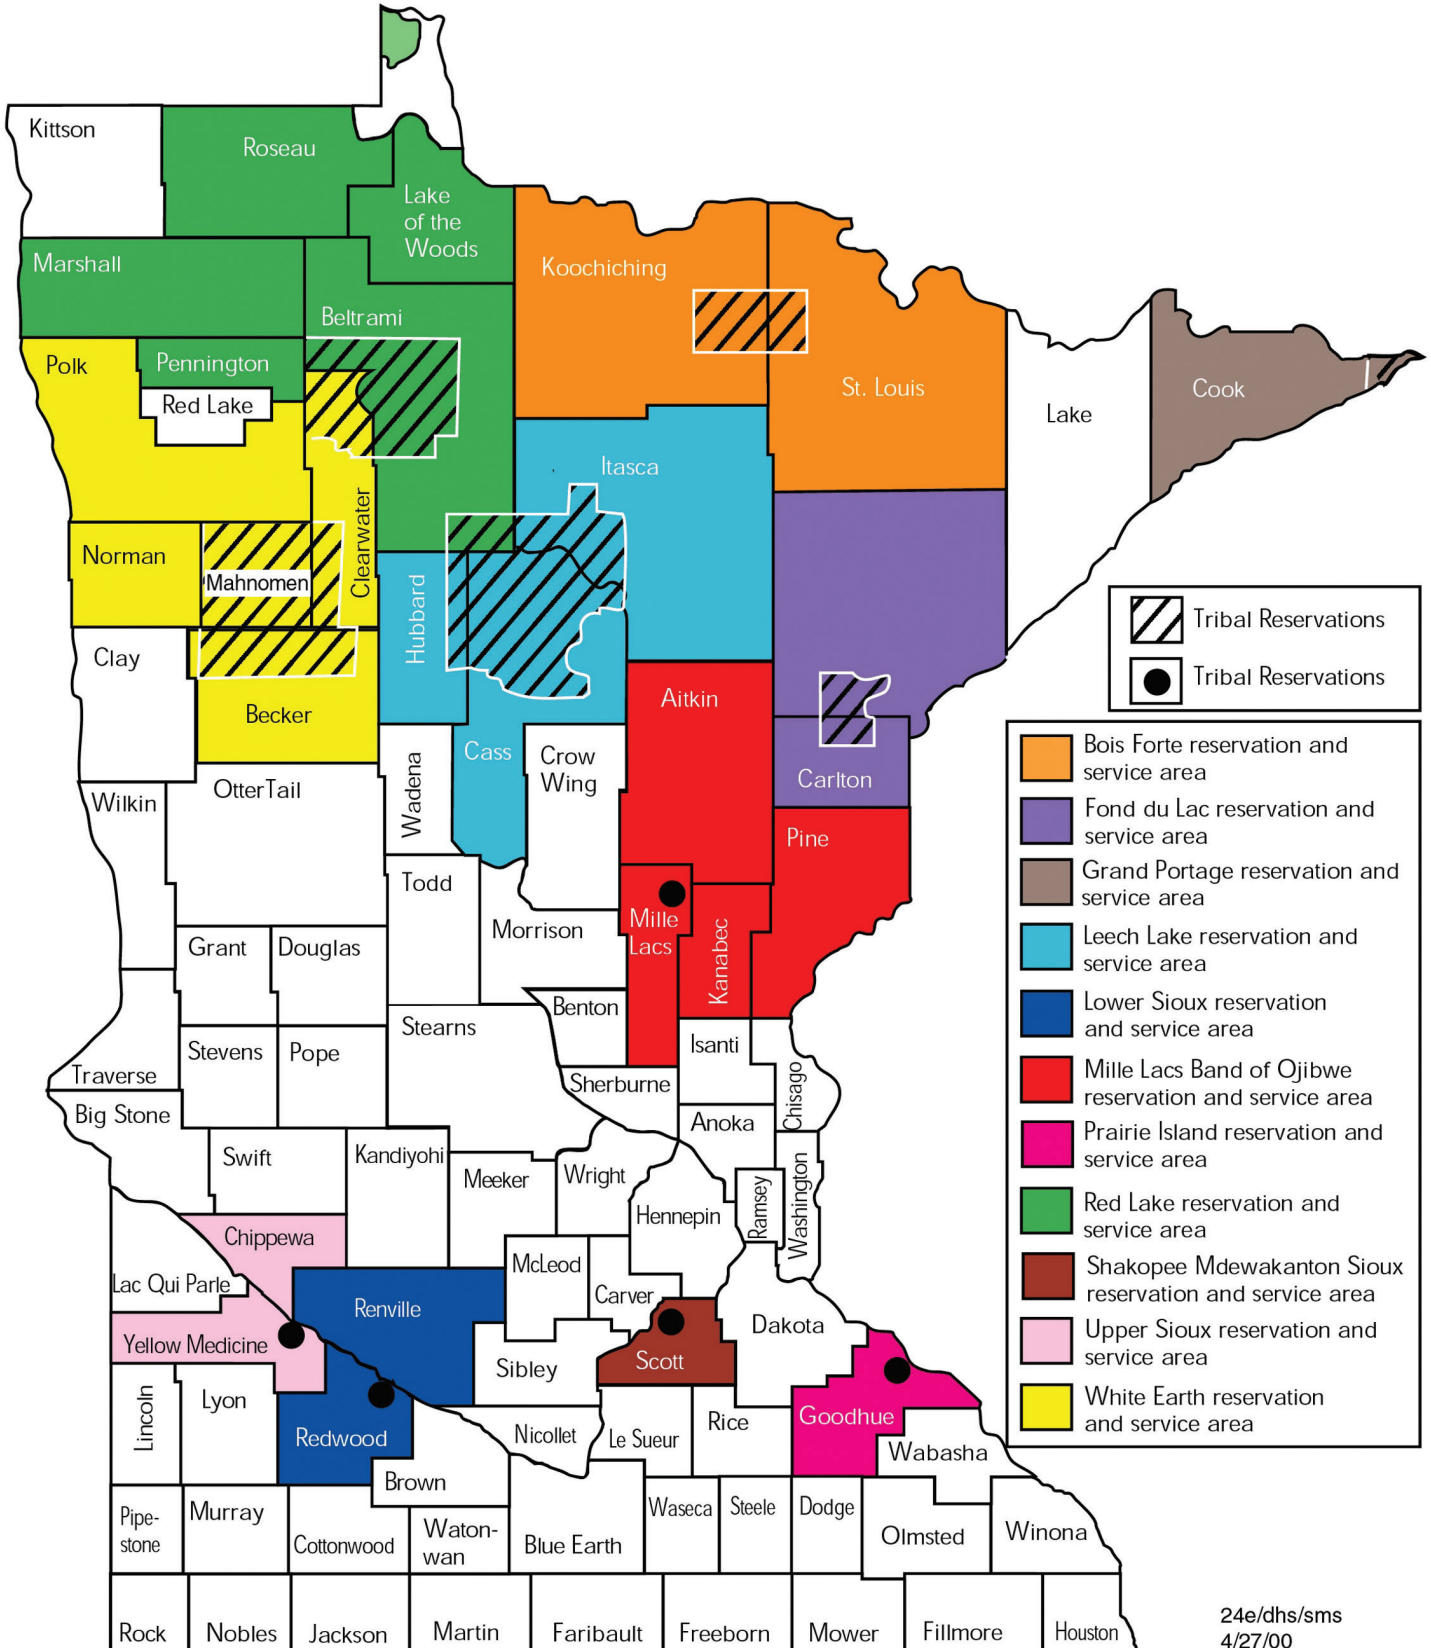 Kittson
Roseau
Lake
of the
Woods
Marshall
Koochiching
Beltrami
Polk
Pennington
Red Lake
St. Louis
Cook
Lake
Itasca
Clearwater
Norman
Mahnomen
Hubbard
Clay
Becker
Aitkin
Cass
Crow
Wing
Wadena
OtterTail
Wilkin
Carlton
Pine
Todd
Mille
Lacs
Kanabec
Morrison
Grant
Douglas
Benton
Stearns
Isanti
Stevens
Pope
Traverse
Sherburne
Chisago
Big Stone
Anoka
Swift
Kandiyohi
Meeker
Wright
Ramsey
Washington
Hennepin
Chippewa
McLeod
Lac Qui Parle
Carver
Renville
Dakota
Yellow Medicine
Scott
Sibley
Lincoln
Lyon
Redwood
Nicollet
Le Sueur
Rice
Goodhue
Wabasha
Brown
Pipe-
stone
Murray
Cottonwood
Waton-
wan
Blue Earth
Waseca
Steele
Dodge
Olmsted
Winona
Rock
Nobles
Jackson
Martin
Faribault
Freeborn
Mower
Fillmore
Houston
Tribal Reservations
Tribal Reservations
Bois Forte reservation and
service area
Fond du Lac reservation and
service area
Grand Portage reservation and
service area
Leech Lake reservation and
service area
Lower Sioux reservation
and service area
Mille Lacs Band of Ojibwe
reservation and service area
Prairie Island reservation and
service area
Red Lake reservation and
service area
Shakopee Mdewakanton Sioux
reservation and service area
Upper Sioux reservation and
service area
White Earth reservation
and service area
24e/dhs/sms
4/27/00